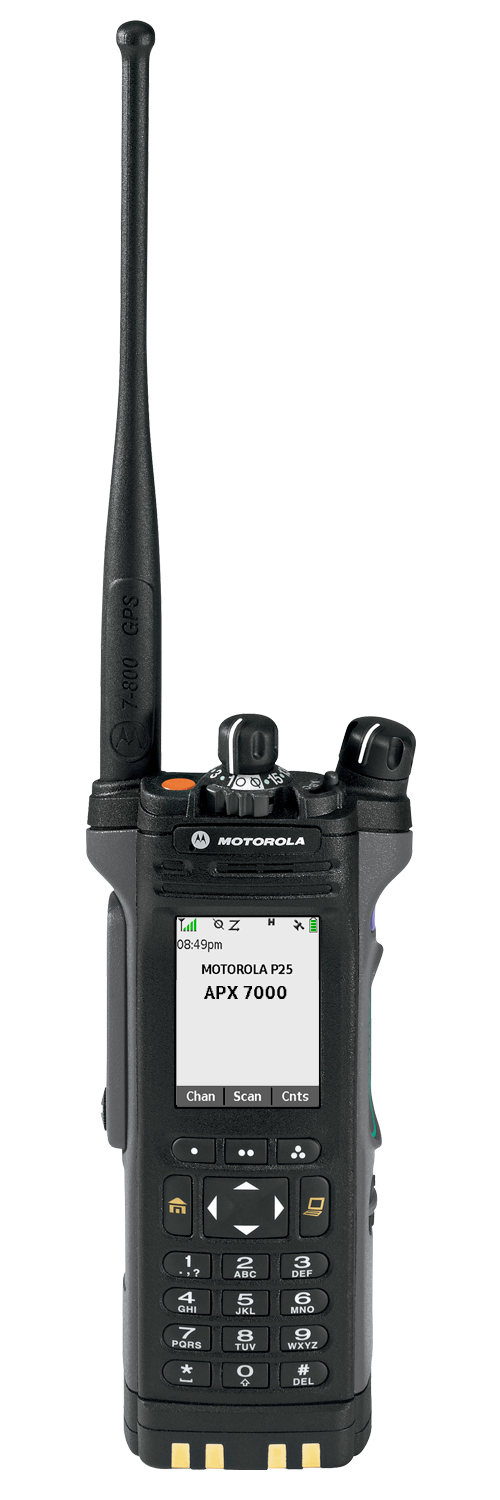 7-800 GPS
MOTOROLA
08:49pm
MOTOROLA P25
APX 7000
Chan Scan Cnts
1 2 3
.,? ABC DEF
4 5 6
GHI JKL MNO
7 8 9
PQRS TUV WXYZ
* 0 #
DEL